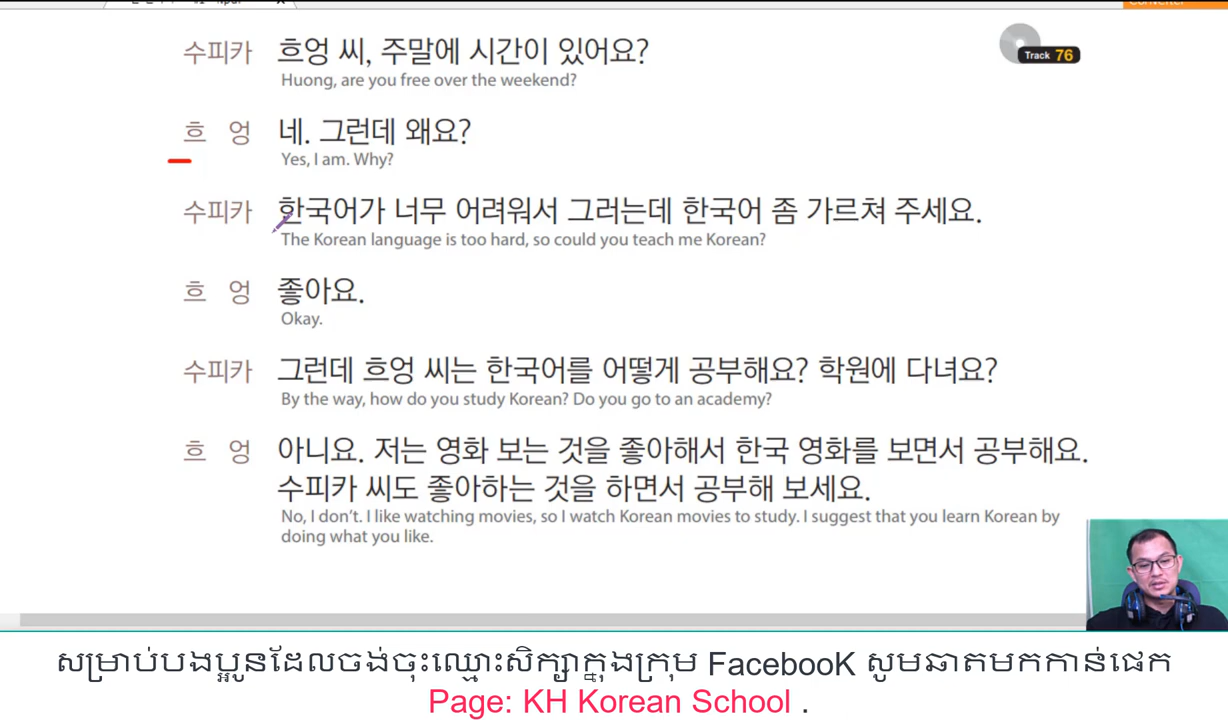 Converter
Track 76
수피카 흐엉 씨, 주말에 시간이 있어요?
Huong, are you free over the weekend?
흐 엉 네. 그런데 왜요?
Yes, I am. Why?
수피카 한국어가 너무 어려워서 그러는데 한국어 좀 가르쳐 주세요.
The Korean language is too hard, so could you teach me Korean?
흐 엉 좋아요.
Okay.
수피카 그런데 흐엉 씨는 한국어를 어떻게 공부해요? 학원에 다녀요?
By the way, how do you study Korean? Do you go to an academy?
흐 엉 아니요. 저는 영화 보는 것을 좋아해서 한국 영화를 보면서 공부해요.
수피카 씨도 좋아하는 것을 하면서 공부해 보세요.
No, I don't. I like watching movies, so I watch Korean movies to study. I suggest that you learn Korean by
doing what you like.
សម្រាប់បងប្អូនដែលចង់ចុះឈ្មោះសិក្សាក្នុងក្រុម FacebooK សូមឆាតមកកាន់ផេក
Page: KH Korean School .